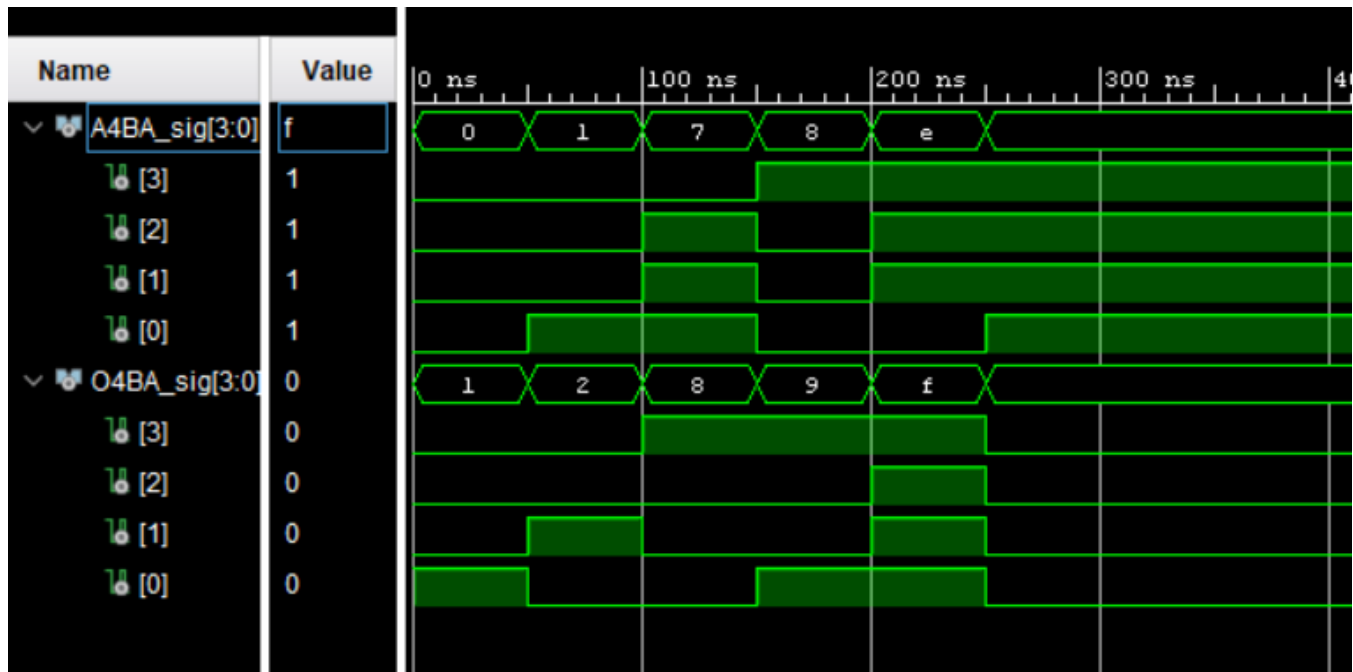 Name Value 0 ns 100 ns 200 ns 300 ns
A4BA_sig[3:0] f 0 1 7 8 e
[3] 1
[2] 1
[1] 1
[0] 1
O4BA_sig[3:0] 0 1 2 8 9 f
[3] 0
[2] 0
[1] 0
[0] 0